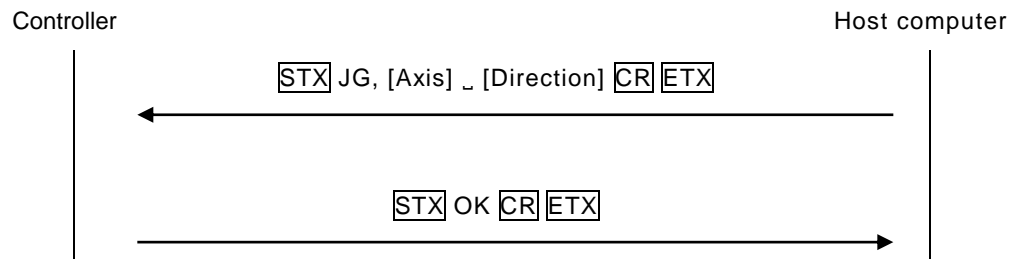 Controller Host computer
STX JG, [Axis] ␣ [Direction] CR ETX
STX OK CR ETX